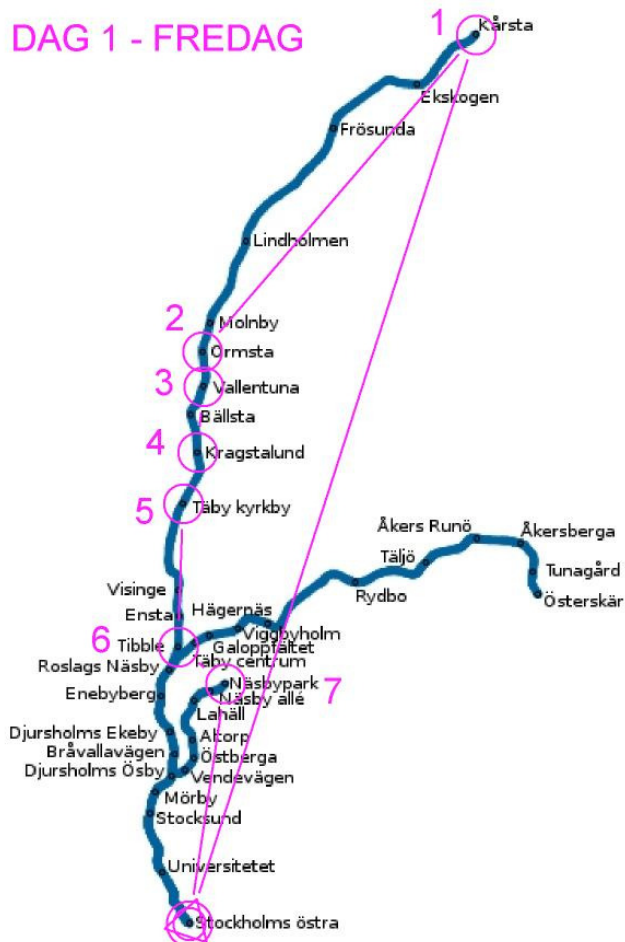 DAG 1 - FREDAG
1
Kårsta
Ekskogen
Frösunda
Lindholmen
2
Molnby
Ormsta
3
Vallentuna
Bällsta
4
Kragstalund
5
Täby kyrkby
Åkers Runö
Åkersberga
Täljö
Tunagård
Visinge
Rydbo
Österskär
Ensta
Hägernäs
6
Tibble
Viggbyholm
Galoppfältet
Täby centrum
Roslags Näsby
Näsbypark
7
Enebyberg
Näsby allé
Lahäll
Djursholms Ekeby
Altorp
Bråvallavägen
Östberga
Djursholms Ösby
Vendevägen
Mörby
Stocksund
Universitetet
Stockholms östra